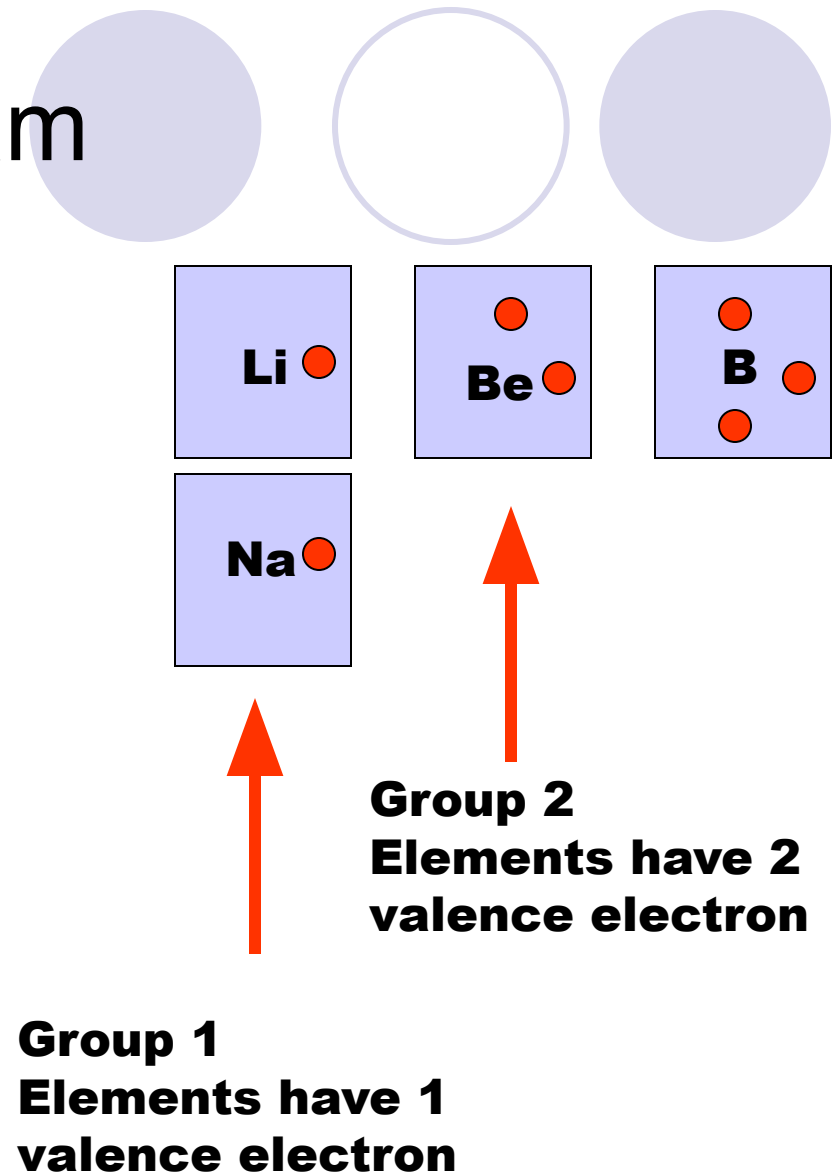 m
Li
Be
B
Na
Group 2
Elements have 2
valence electron
Group 1
Elements have 1
valence electron